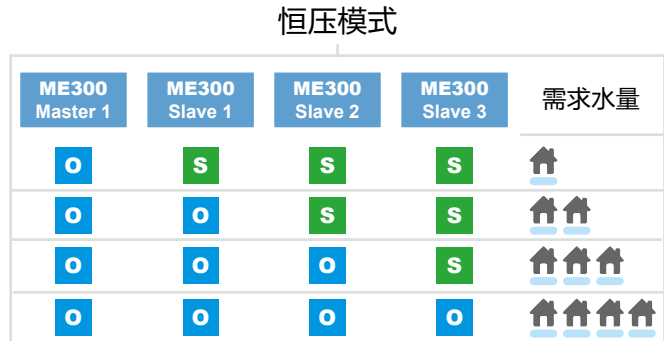 恒压模式
ME300 ME300 ME300 ME300 需求水量
Master 1 Slave 1 Slave 2 Slave 3
O S S S
O O S S
O O O S
O O O O